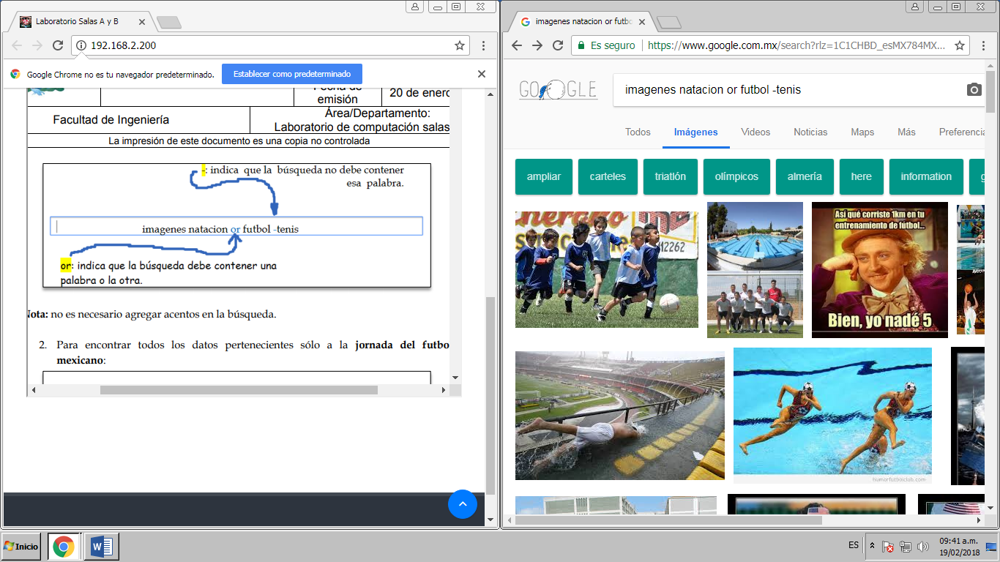 Laboratorio Salas A y B
192.168.2.200
Google Chrome no es tu navegador predeterminado.
Establecer como predeterminado
Fecha de
emisión
20 de enero
Facultad de Ingeniería
Área/Departamento:
Laboratorio de computación salas
La impresión de este documento es una copia no controlada
-: indica que la búsqueda no debe contener
esa palabra.
imagenes natacion or futbol -tenis
or: indica que la búsqueda debe contener una
palabra o la otra.
Nota: no es necesario agregar acentos en la búsqueda.
2. Para encontrar todos los datos pertenecientes sólo a la jornada del futbo
mexicano:
imagenes natacion or futbo
Es seguro
https://www.google.com.mx/search?rlz=1C1CHBD_esMX784MX...
GOOGLE
imagenes natacion or futbol -tenis
Todos
Imágenes
Videos
Noticias
Maps
Más
Preferencia
ampliar
carteles
triatlón
olímpicos
almería
here
information
g
12262
Así qué corriste 1km en tu
entrenamiento de fútbol...
Bien, yo nadé 5
humorfutbolclub.com
Inicio
ES
09:41 a.m.
19/02/2018